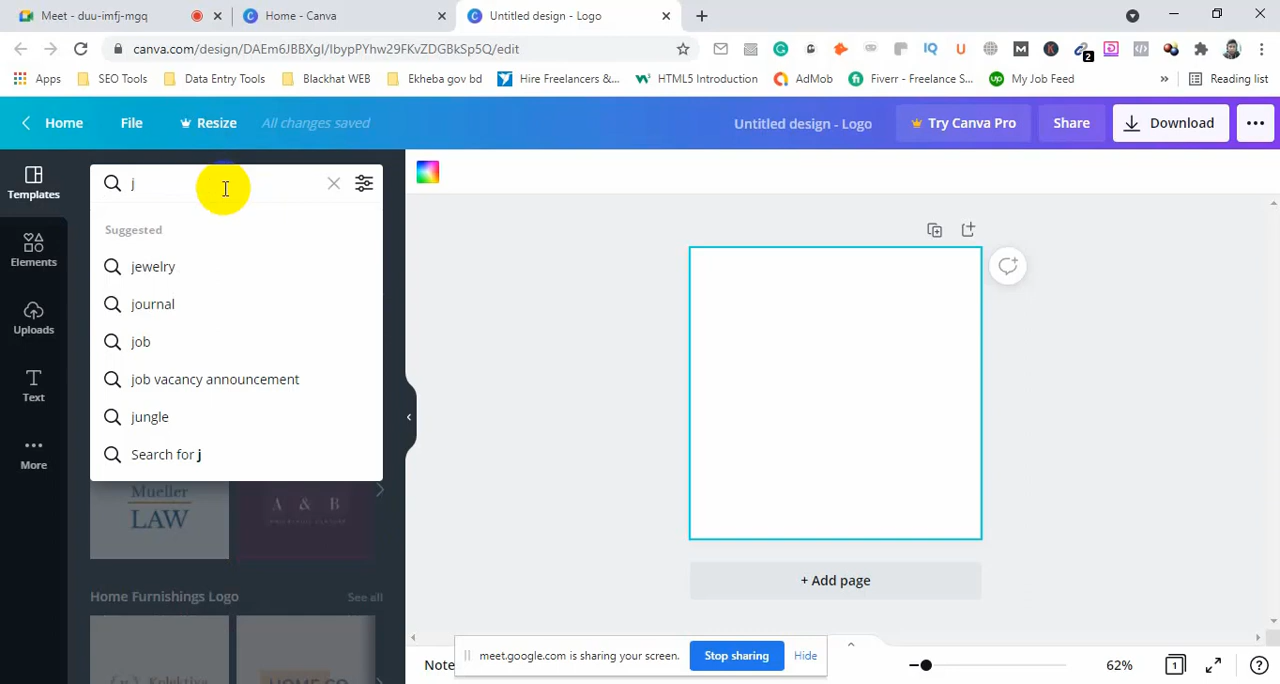 Meet - duu-imfj-mgq
Home - Canva
Untitled design - Logo
canva.com/design/DAEm6JBBXgI/IbypPYhw29FKvZDGBkSp5Q/edit
Apps
SEO Tools
Data Entry Tools
Blackhat WEB
Ekheba gov bd
Hire Freelancers &...
HTML5 Introduction
AdMob
Fiverr - Freelance S...
My Job Feed
»
Reading list
Home
File
Resize
All changes saved
Untitled design - Logo
Try Canva Pro
Share
Download
Templates
Elements
Uploads
Text
More
j
Suggested
jewelry
journal
job
job vacancy announcement
jungle
Search for j
Mueller
LAW
A & B
Home Furnishings Logo
See all
+ Add page
meet.google.com is sharing your screen.
Stop sharing
Hide
Note
62%
1